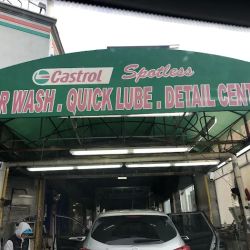 Castrol Spotless
R WASH . QUICK LUBE . DETAIL CENT